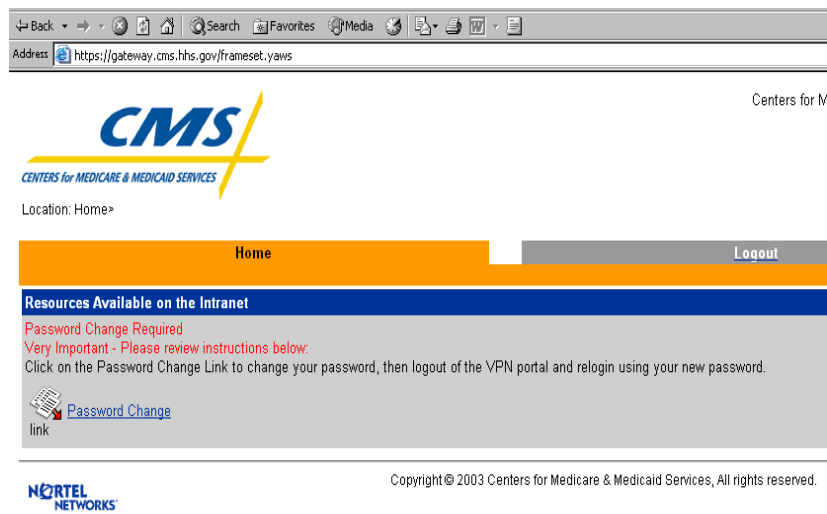 Back Search Favorites Media
Address https://gateway.cms.hhs.gov/frameset.yaws
Centers for M
CMS
CENTERS for MEDICARE & MEDICAID SERVICES
Location: Home>
Home Logout
Resources Available on the Intranet
Password Change Required
Very Important - Please review instructions below:
Click on the Password Change Link to change your password, then logout of the VPN portal and relogin using your new password.
Password Change
link
Copyright © 2003 Centers for Medicare & Medicaid Services, All rights reserved.
NORTEL
NETWORKS